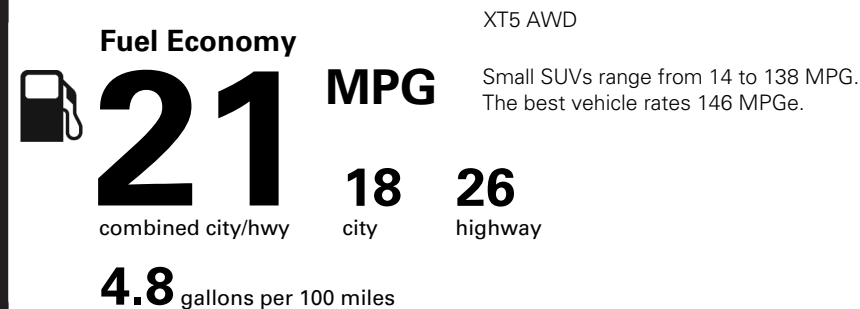 XT5 AWD
Fuel Economy
21 MPG
Small SUVs range from 14 to 138 MPG.
The best vehicle rates 146 MPGe.
18 26
combined city/hwy city highway
4.8 gallons per 100 miles